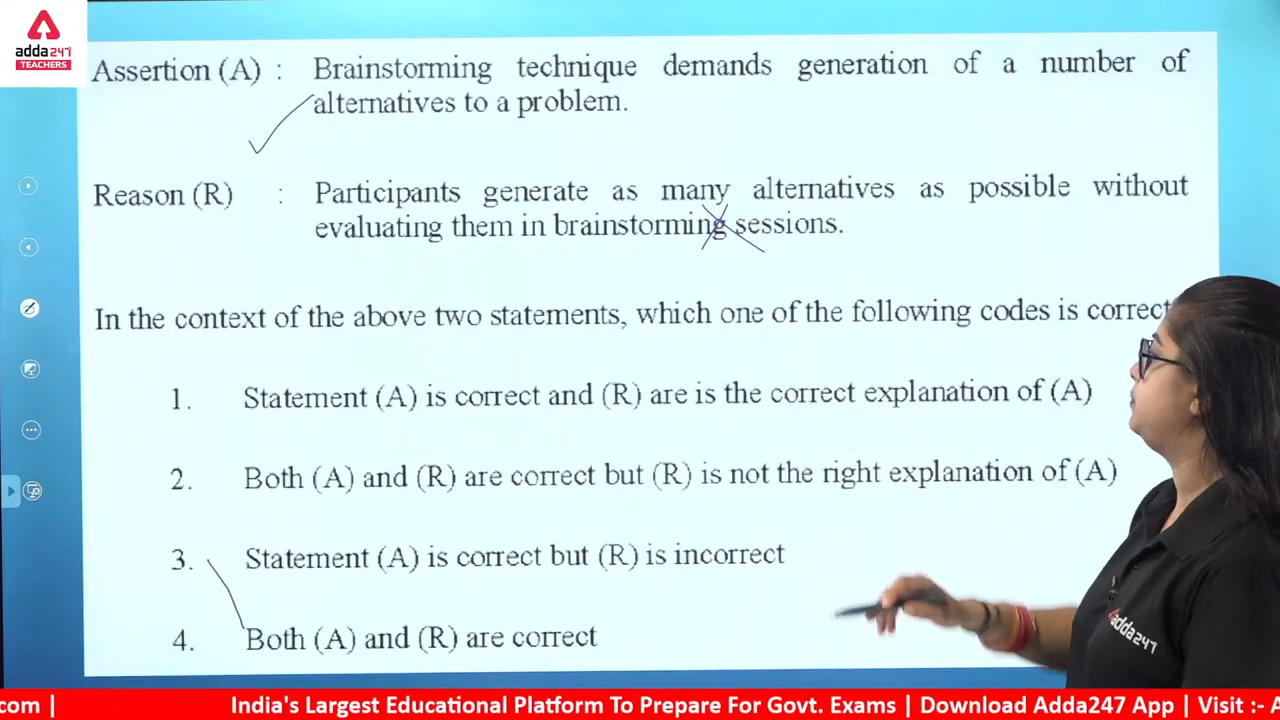 adda247
TEACHERS
Assertion (A) : Brainstorming technique demands generation of a number of
alternatives to a problem.
Reason (R) : Participants generate as many alternatives as possible without
evaluating them in brainstorming sessions.
In the context of the above two statements, which one of the following codes is correct
1. Statement (A) is correct and (R) are is the correct explanation of (A)
2. Both (A) and (R) are correct but (R) is not the right explanation of (A)
3. Statement (A) is correct but (R) is incorrect
4. Both (A) and (R) are correct
adda247
com | India's Largest Educational Platform To Prepare For Govt. Exams | Download Adda247 App | Visit :- A